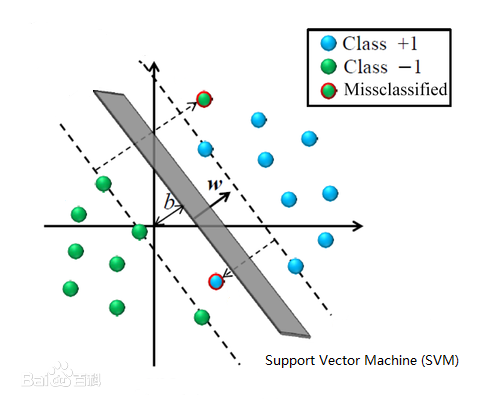 Class +1
Class −1
Missclassified
w
b
Support Vector Machine (SVM)
Bai百科